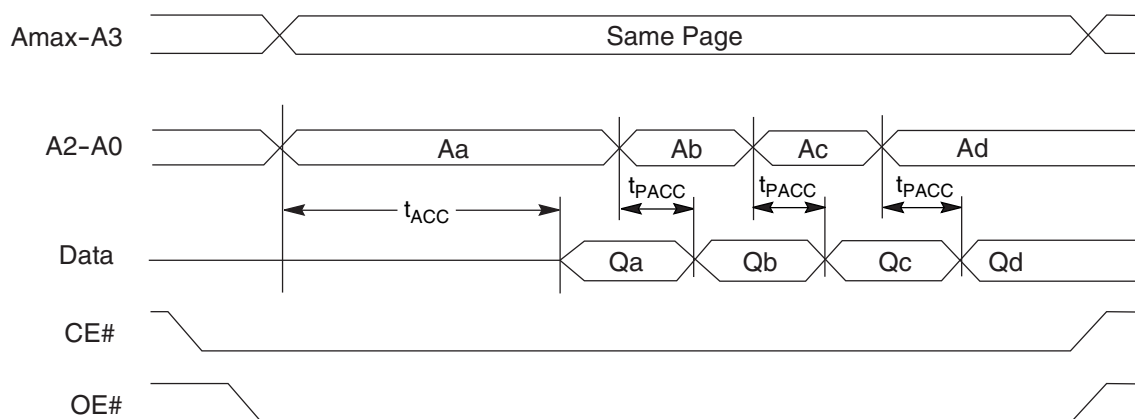 Amax-A3
Same Page
A2-A0
Aa
Ab
Ac
Ad
tACC
tPACC
tPACC
tPACC
Data
Qa
Qb
Qc
Qd
CE#
OE#